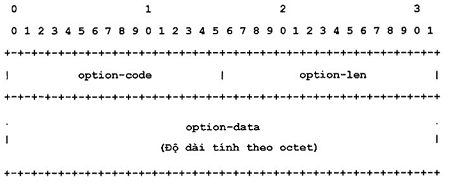 0 1 2 3
0 1 2 3 4 5 6 7 8 9 0 1 2 3 4 5 6 7 8 9 0 1 2 3 4 5 6 7 8 9 0 1
+-+-+-+-+-+-+-+-+-+-+-+-+-+-+-+-+-+-+-+-+-+-+-+-+-+-+-+-+-+-+-+-+
| option-code | option-len |
+-+-+-+-+-+-+-+-+-+-+-+-+-+-+-+-+-+-+-+-+-+-+-+-+-+-+-+-+-+-+-+-+
. option-data .
| (Độ dài tính theo octet) |
+-+-+-+-+-+-+-+-+-+-+-+-+-+-+-+-+-+-+-+-+-+-+-+-+-+-+-+-+-+-+-+-+